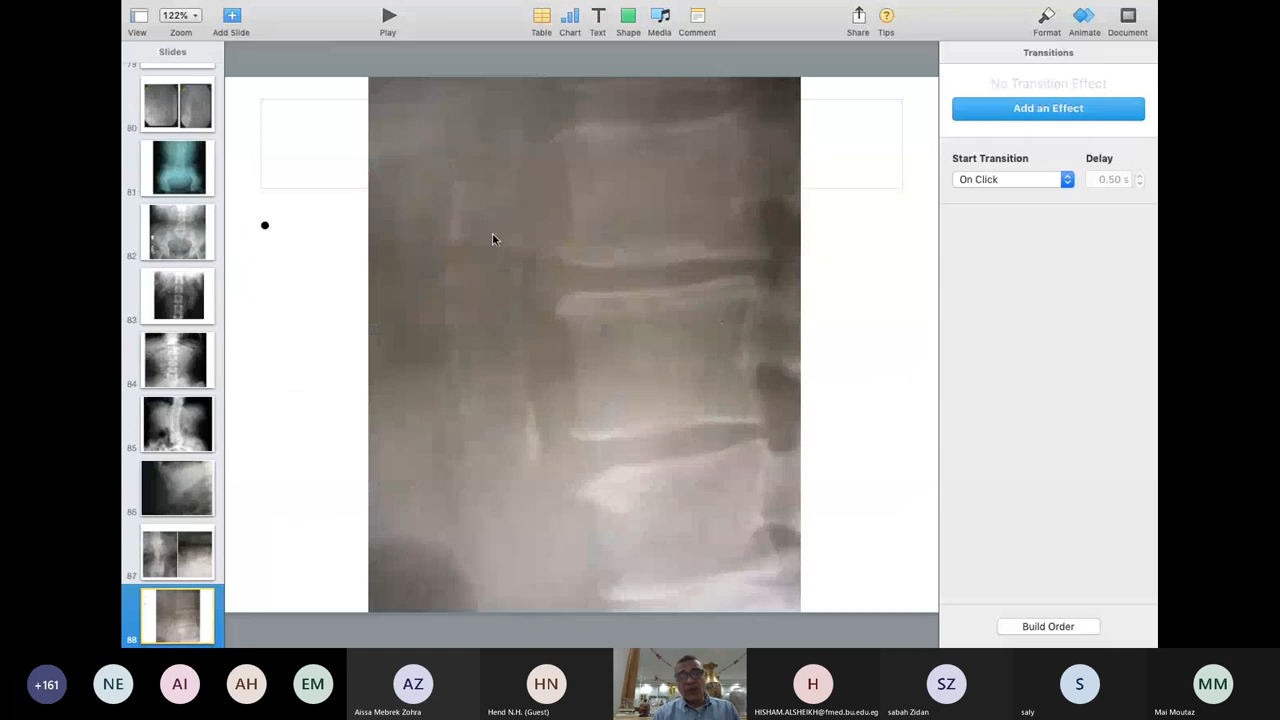 122%
View
Zoom
Add Slide
Play
Table
Chart
Text
Shape
Media
Comment
Share
Tips
Format
Animate
Document
Slides
Transitions
79
80
81
82
83
84
85
86
87
88
No Transition Effect
Add an Effect
Start Transition
Delay
On Click
0.50 s
Build Order
+161
NE
AI
AH
EM
AZ
HN
H
SZ
S
MM
Aissa Mebrek Zohra
Hend N.H. (Guest)
HISHAM.ALSHEIKH@fmed.bu.edu.eg
sabah Zidan
saly
Mai Moutaz